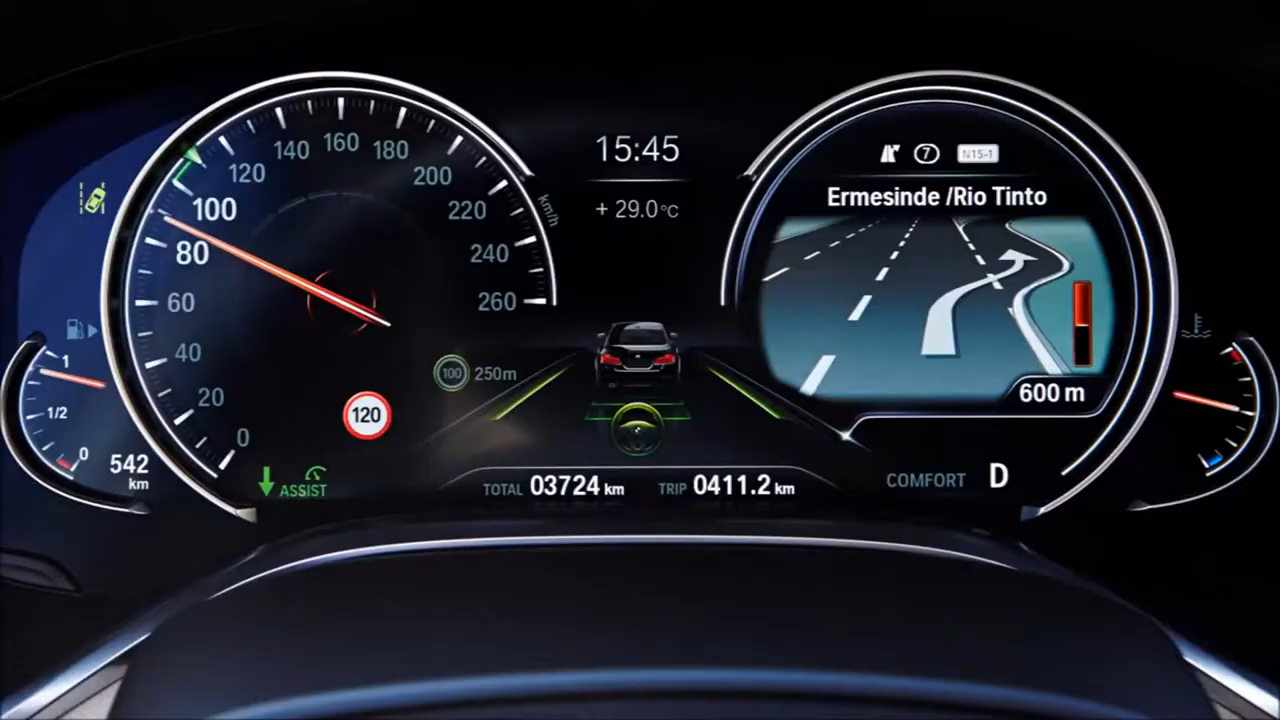 0
20
40
60
80
100
120
140
160
180
200
220
240
260
km/h
15:45
+ 29.0°C
7
N15-1
Ermesinde /Rio Tinto
600 m
1
1/2
0
542
km
100 250m
120
ASSIST
TOTAL 03724 km TRIP 0411.2 km
COMFORT D